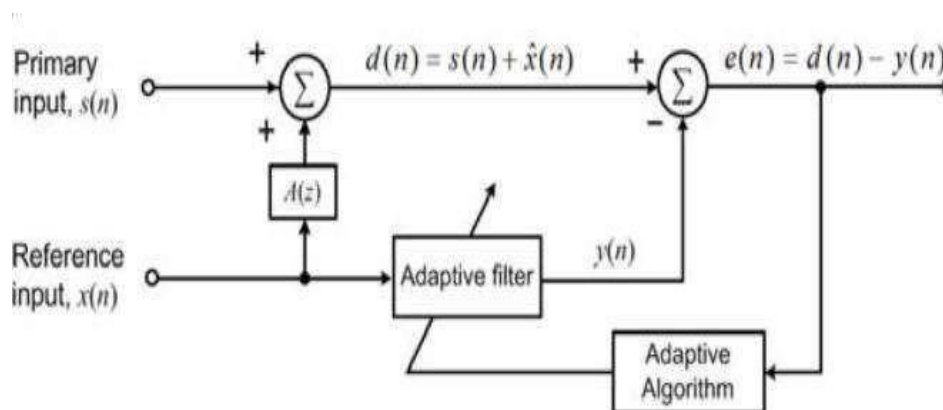 Primary
input, s(n)
+
+
Σ
d(n) = s(n) + x̂(n)
+
−
Σ
e(n) = d(n) − y(n)
A(z)
Reference
input, x(n)
Adaptive filter
y(n)
Adaptive
Algorithm